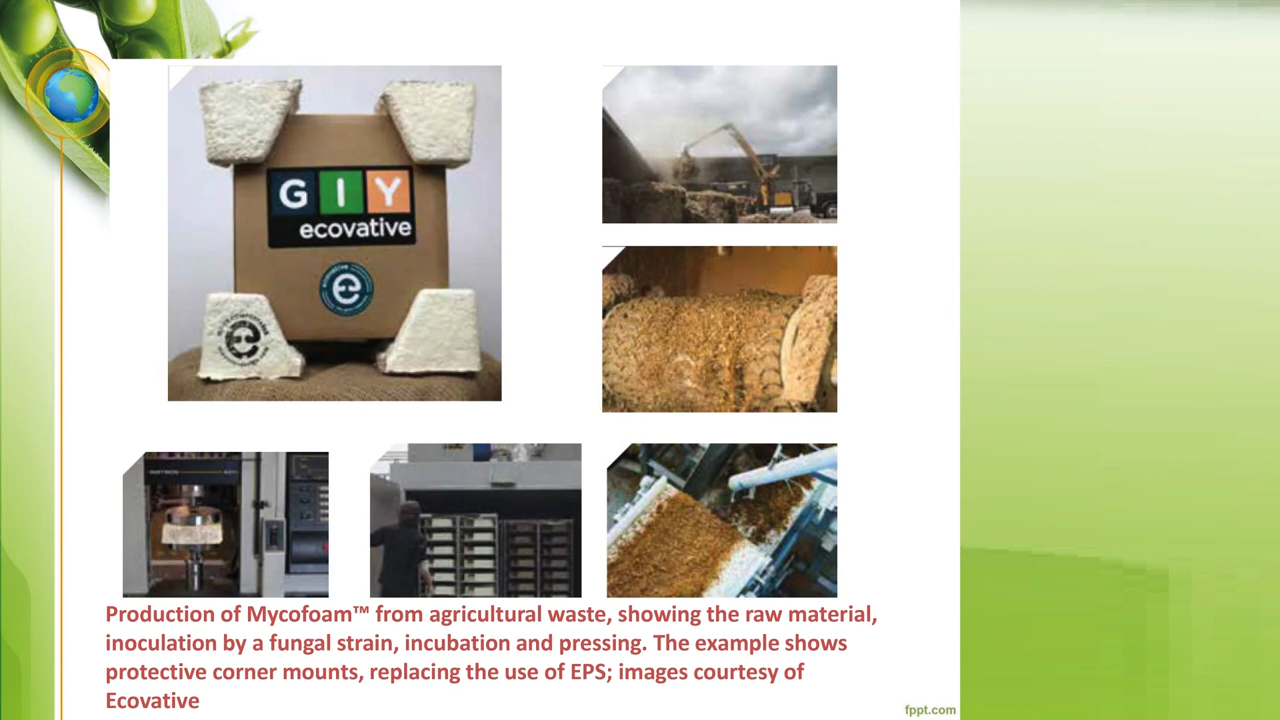 GIY
ecovative
e
e
Production of Mycofoam™ from agricultural waste, showing the raw material,
inoculation by a fungal strain, incubation and pressing. The example shows
protective corner mounts, replacing the use of EPS; images courtesy of
Ecovative
fppt.com